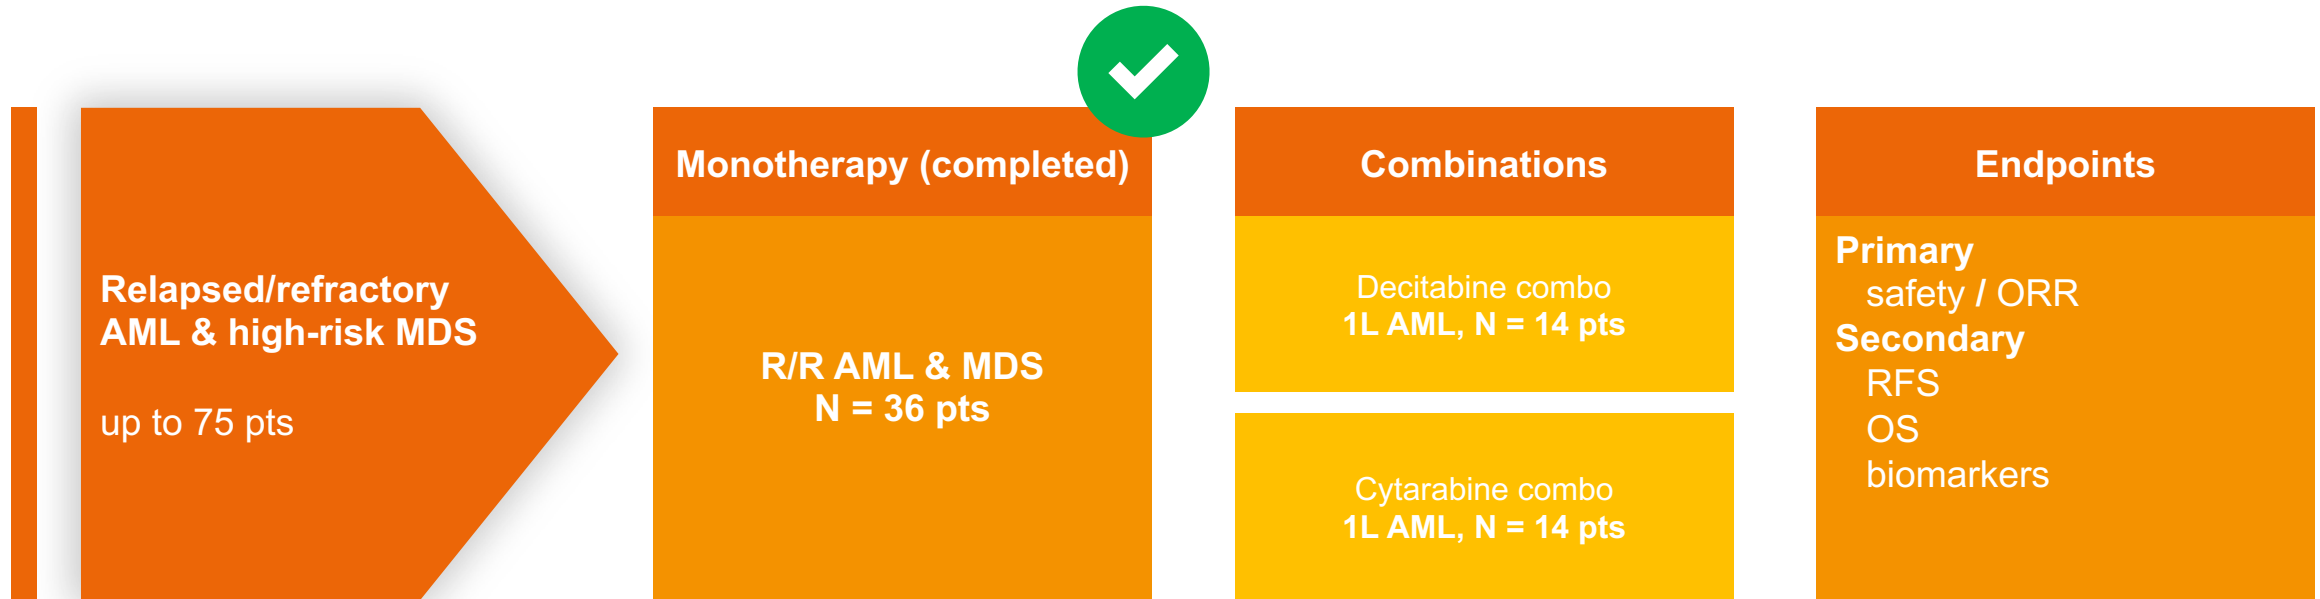 Relapsed/refractory
AML & high-risk MDS
up to 75 pts
Monotherapy (completed)
R/R AML & MDS
N = 36 pts
Combinations
Decitabine combo
1L AML, N = 14 pts
Cytarabine combo
1L AML, N = 14 pts
Endpoints
Primary
safety / ORR
Secondary
RFS
OS
biomarkers